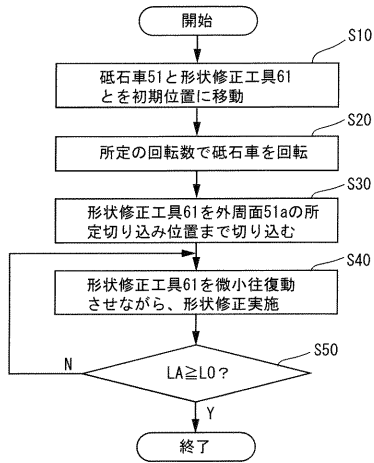 開始
S10
砥石車51と形状修正工具61
とを初期位置に移動
S20
所定の回転数で砥石車を回転
S30
形状修正工具61を外周面51aの所
定切り込み位置まで切り込む
S40
形状修正工具61を微小往復動
させながら、形状修正実施
S50
LA≧L0?
N
Y
終了